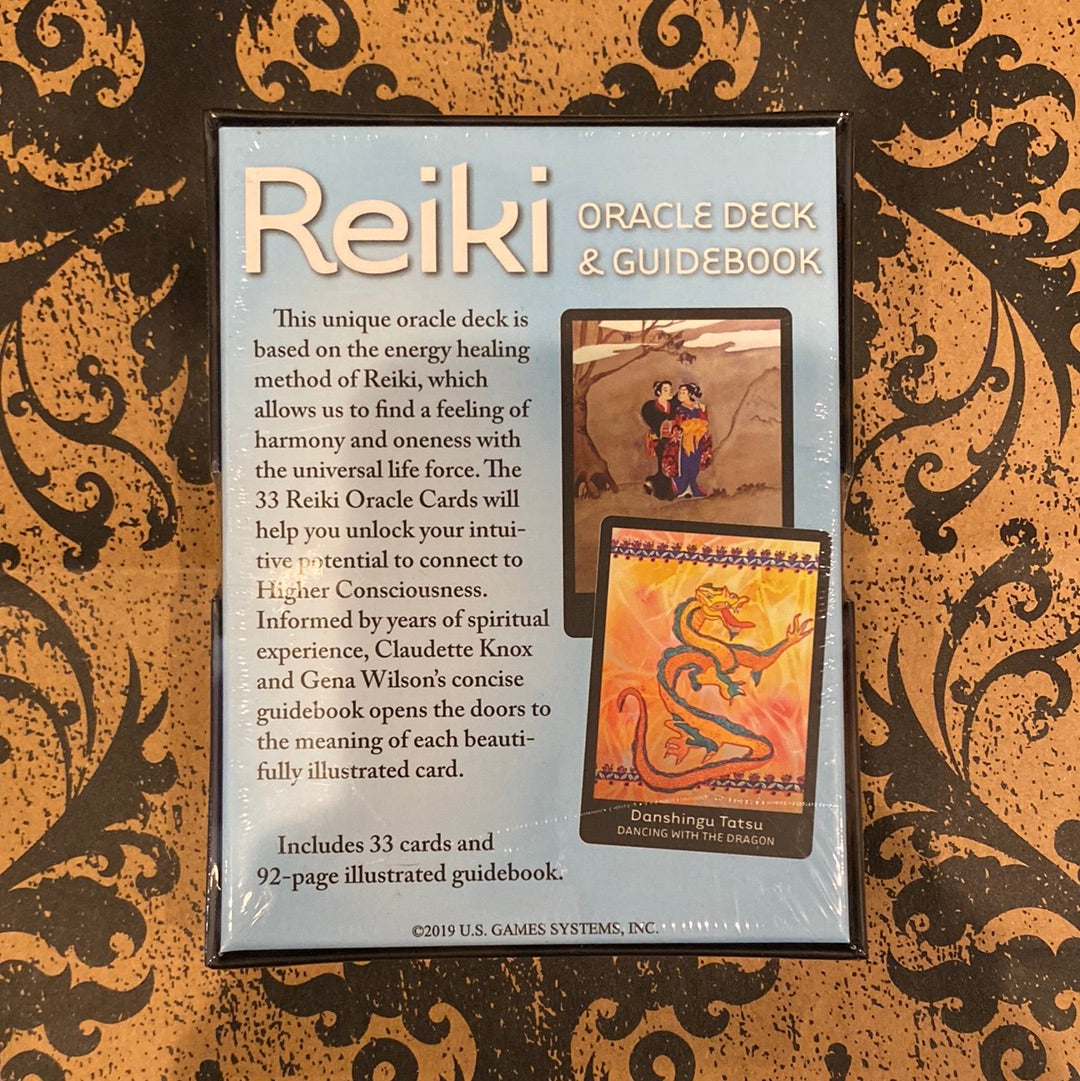 Reiki ORACLE DECK
& GUIDEBOOK
This unique oracle deck is
based on the energy healing
method of Reiki, which
allows us to find a feeling of
harmony and oneness with
the universal life force. The
33 Reiki Oracle Cards will
help you unlock your intui-
tive potential to connect to
Higher Consciousness.
Informed by years of spiritual
experience, Claudette Knox
and Gena Wilson's concise
guidebook opens the doors to
the meaning of each beauti-
fully illustrated card.
Includes 33 cards and
92-page illustrated guidebook.
Danshingu Tatsu
DANCING WITH THE DRAGON
©2019 U.S. GAMES SYSTEMS, INC.